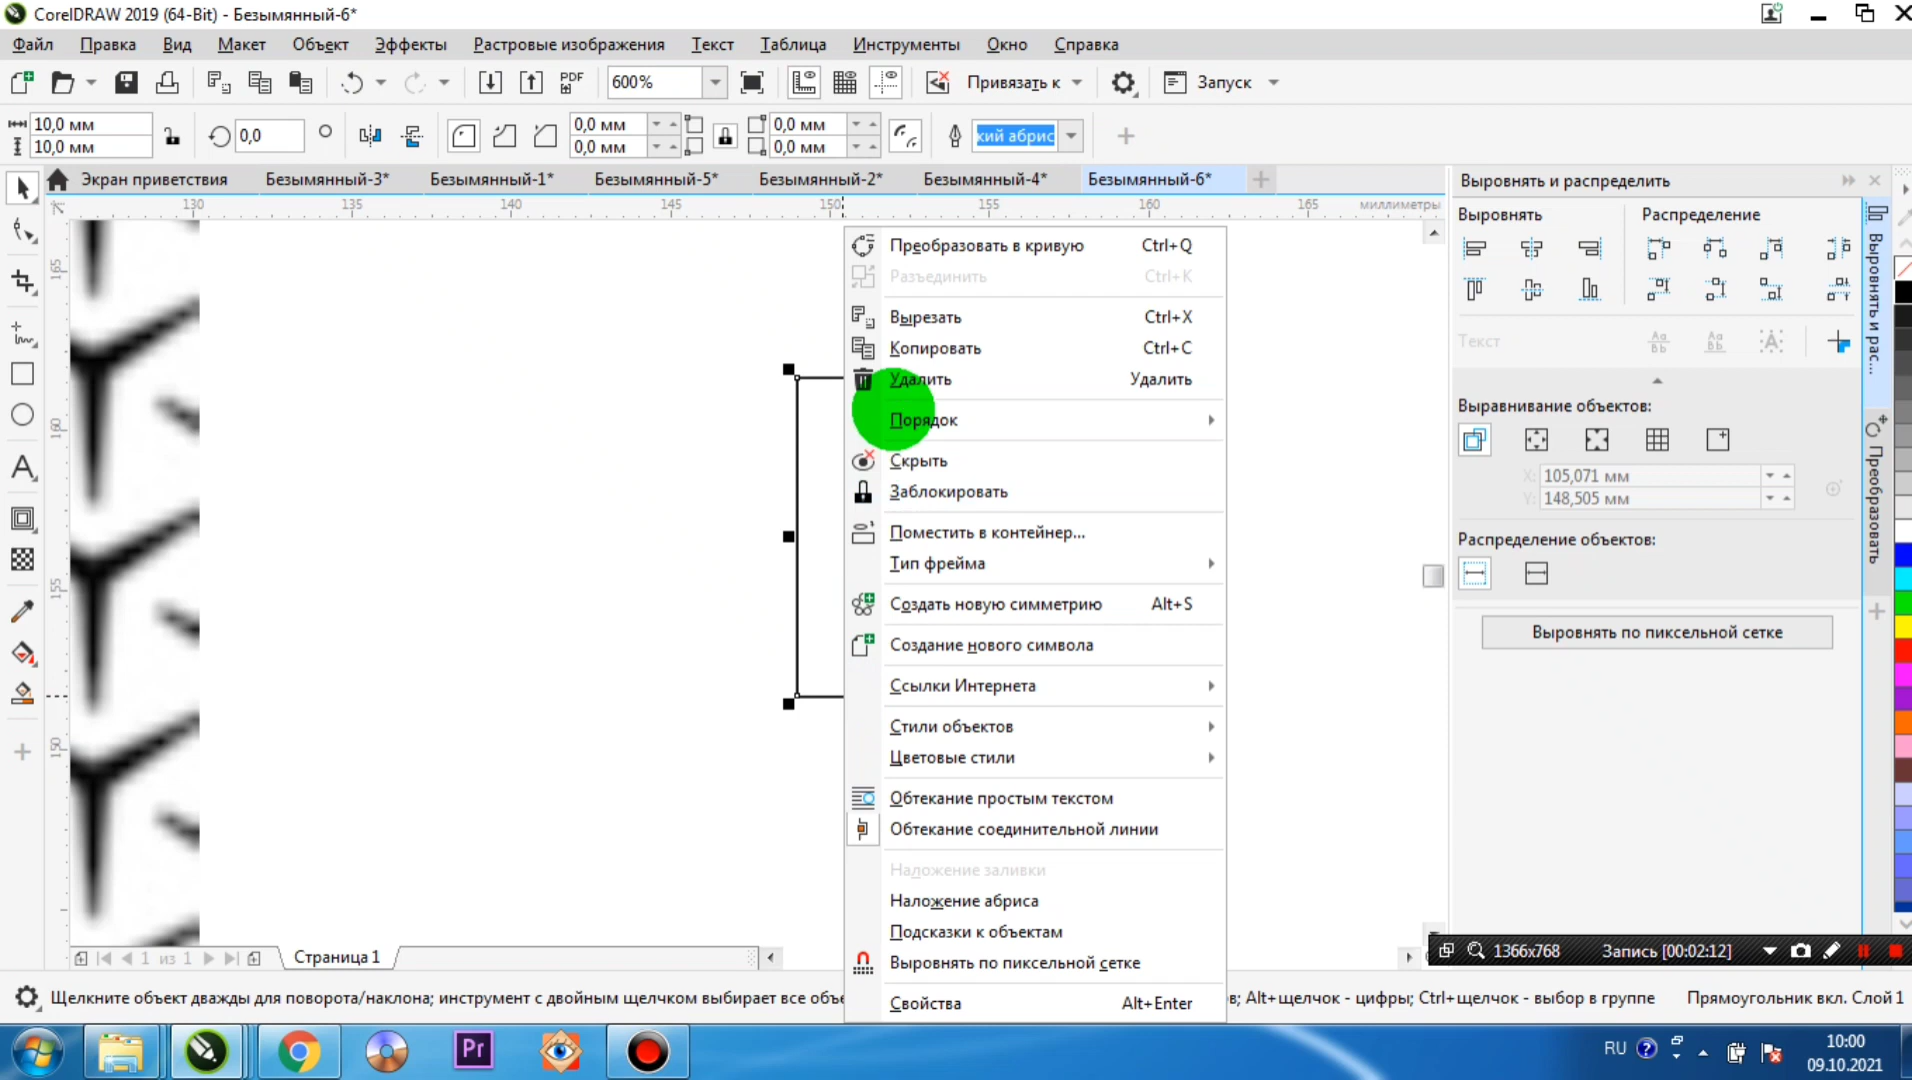 CorelDRAW 2019 (64-Bit) - Безымянный-6*
Файл Правка Вид Макет Объект Эффекты Растровые изображения Текст Таблица Инструменты Окно Справка
PDF 600% Привязать к Запуск
10,0 мм 0,0 0,0 мм 0,0 мм кий абрис
10,0 мм 0,0 мм 0,0 мм
Экран приветствия Безымянный-3* Безымянный-1* Безымянный-5* Безымянный-2* Безымянный-4* Безымянный-6*
130 135 140 145 150 155 160 165 миллиметры
165
160
155
150
Преобразовать в кривую Ctrl+Q
Разъединить Ctrl+K
Вырезать Ctrl+X
Копировать Ctrl+C
Удалить Удалить
Порядок
Скрыть
Заблокировать
Поместить в контейнер...
Тип фрейма
Создать новую симметрию Alt+S
Создание нового символа
Ссылки Интернета
Стили объектов
Цветовые стили
Обтекание простым текстом
Обтекание соединительной линии
Наложение заливки
Наложение абриса
Подсказки к объектам
Выровнять по пиксельной сетке
Свойства Alt+Enter
Выровнять и распределить
Выровнять Распределение
Текст
Выравнивание объектов:
X: 105,071 мм
Y: 148,505 мм
Распределение объектов:
Выровнять по пиксельной сетке
Выровнять и рас...
Преобразовать
1 из 1 Страница 1
1366x768 Запись [00:02:12]
Щелкните объект дважды для поворота/наклона; инструмент с двойным щелчком выбирает все объе
в; Alt+щелчок - цифры; Ctrl+щелчок - выбор в группе Прямоугольник вкл. Слой 1
Pr
RU 10:00
09.10.2021